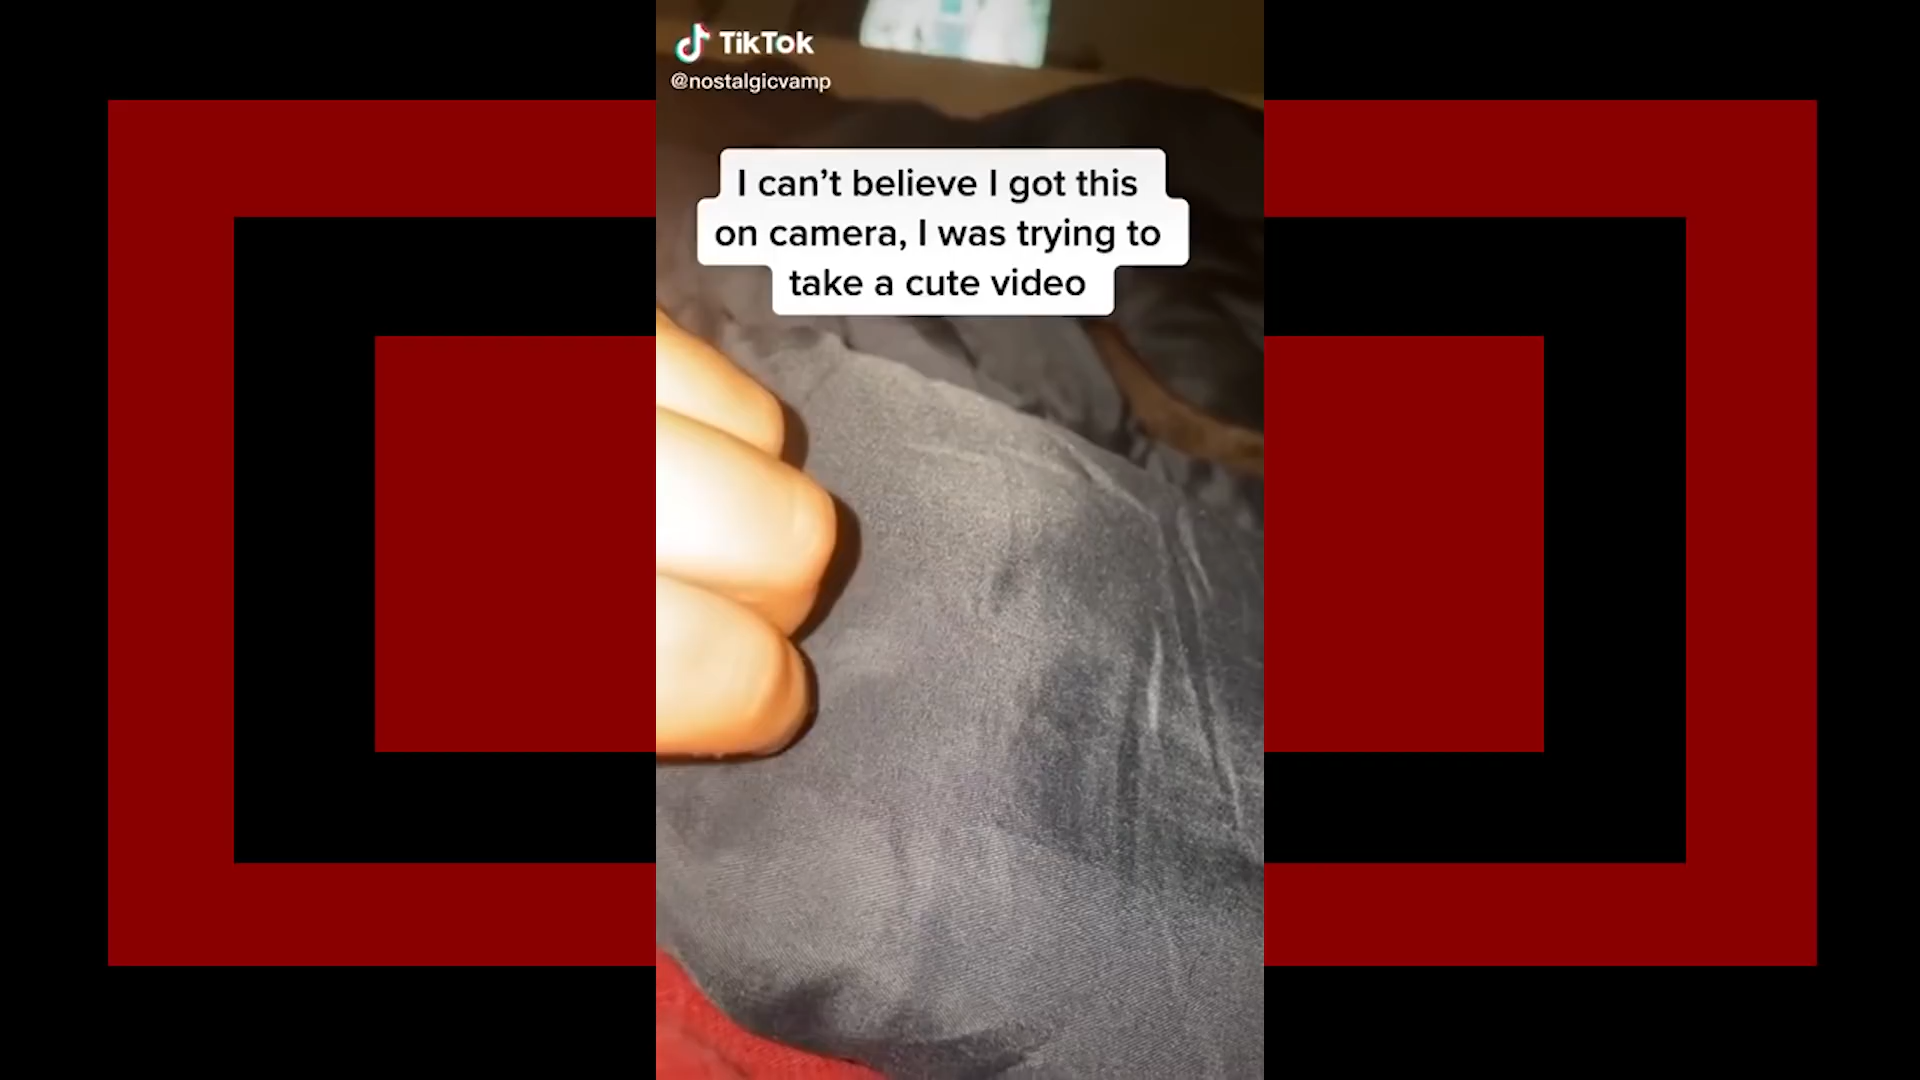 TikTok
@nostalgicvamp
I can’t believe I got this
on camera, I was trying to
take a cute video